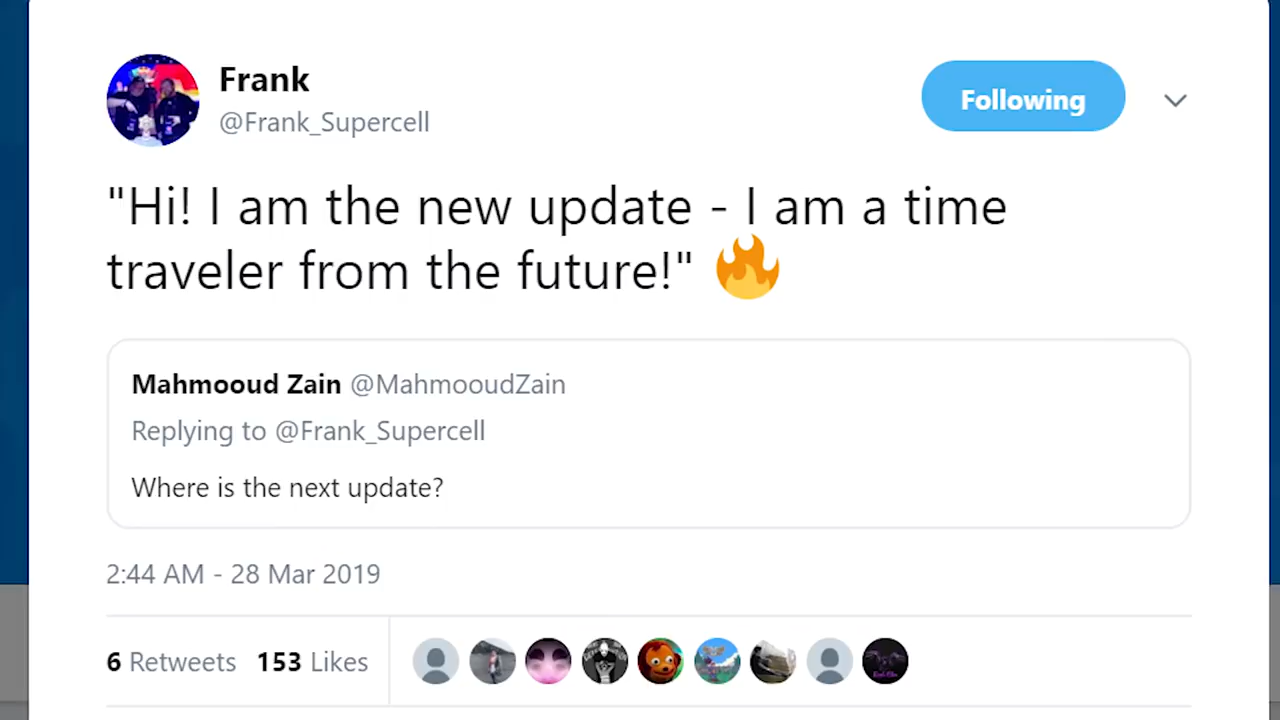 Frank
@Frank_Supercell
Following
"Hi! I am the new update - I am a time
traveler from the future!" 🔥
Mahmooud Zain @MahmooudZain
Replying to @Frank_Supercell
Where is the next update?
2:44 AM - 28 Mar 2019
6 Retweets 153 Likes